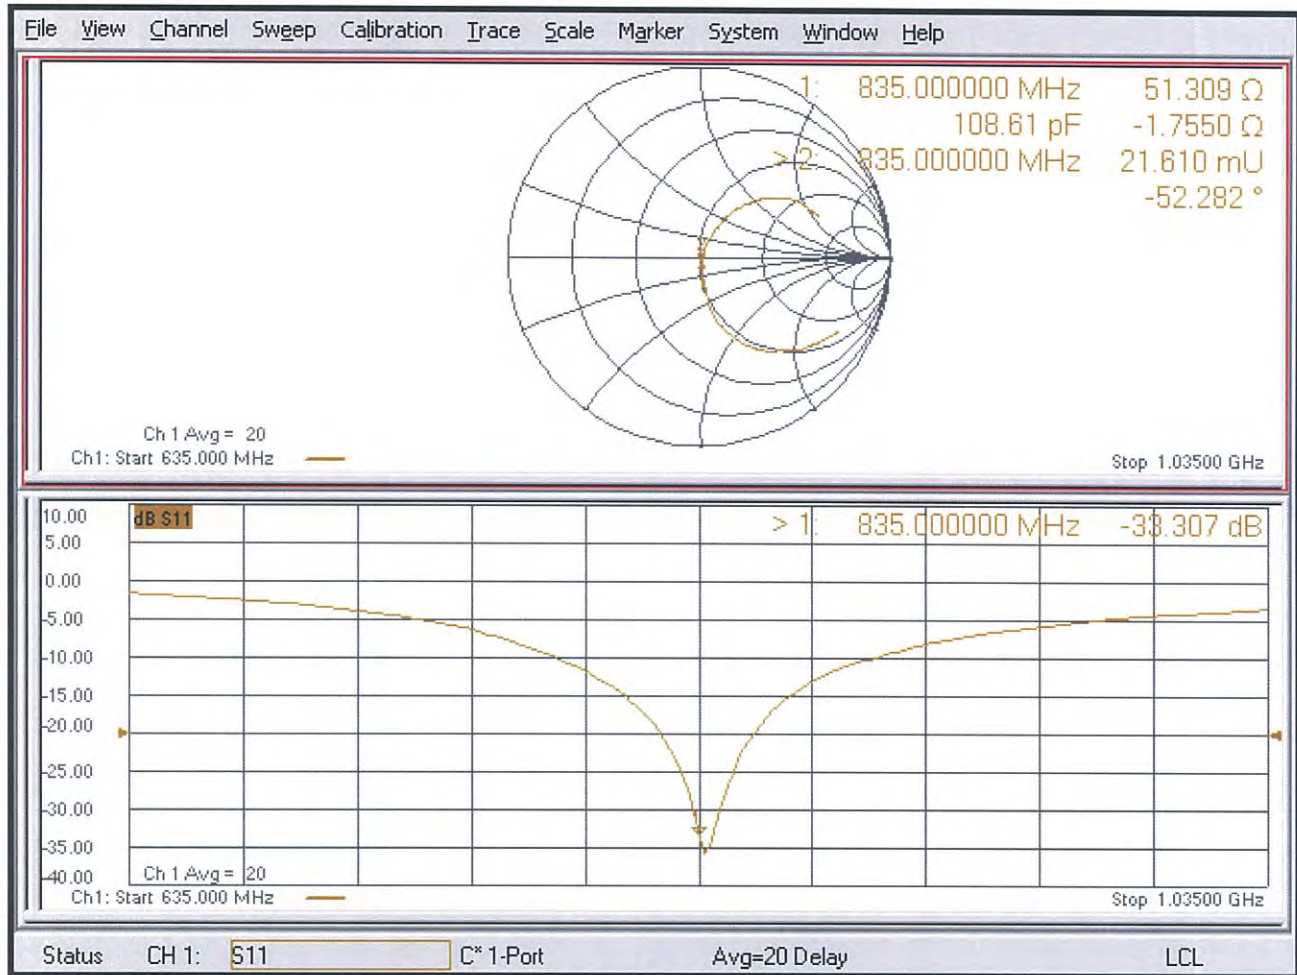 File View Channel Sweep Calibration Trace Scale Marker System Window Help
1: 835.000000 MHz 51.309 Ω
108.61 pF -1.7550 Ω
> 2: 835.000000 MHz 21.610 mU
-52.282 °
Ch 1 Avg = 20
Ch1: Start 635.000 MHz
Stop 1.03500 GHz
10.00
dB S11
> 1: 835.000000 MHz -33.307 dB
5.00
0.00
-5.00
-10.00
-15.00
-20.00
-25.00
-30.00
-35.00
-40.00
Ch 1 Avg = 20
Ch1: Start 635.000 MHz
Stop 1.03500 GHz
Status CH 1: S11 C* 1-Port Avg=20 Delay LCL